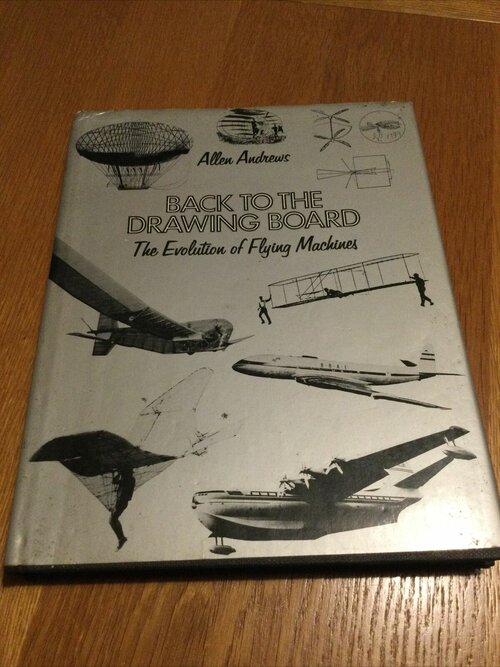 Allen Andrews
BACK TO THE
DRAWING BOARD
The Evolution of Flying Machines